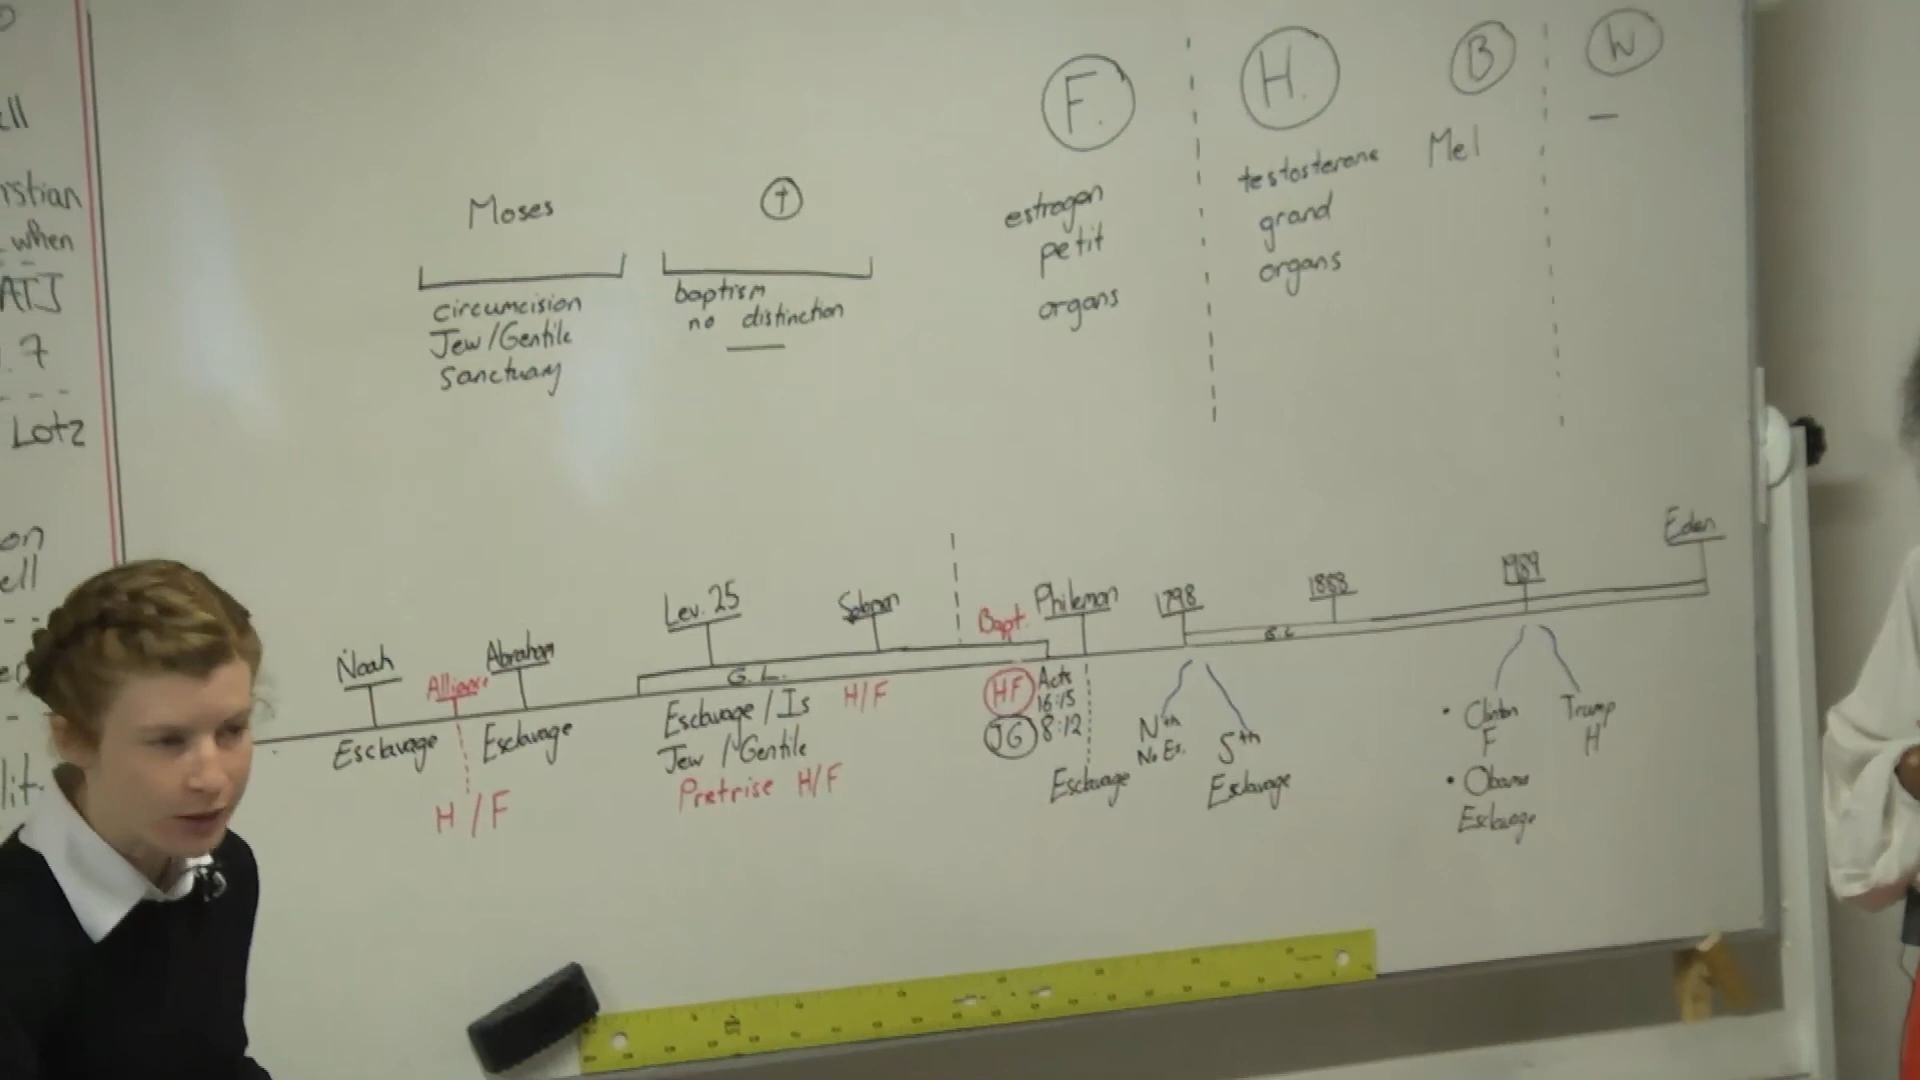 ell
when
ATJ
. 7
Lotz
on
ell
lit.
F.
H.
B
W
estrogen
petit
organs
testosterone
grand
organs
Mel
—
Moses
†
circumcision
Jew / Gentile
Sanctuary
baptism
no distinction
Noah
Alliance
Abraham
Lev. 25
Solomon
Bapt.
Philemon
1798
1888
1989
Eden
G. L.
G. L
Esclavage
H / F
Esclavage
Esclavage / Is
Jew / Gentile
Pretrise H/F
H/F
HF
JG
Acts
16:15
8:12
Esclavage
Nth
No Es.
Sth
Esclavage
• Clinton
F
• Obama
Esclavage
Trump
H